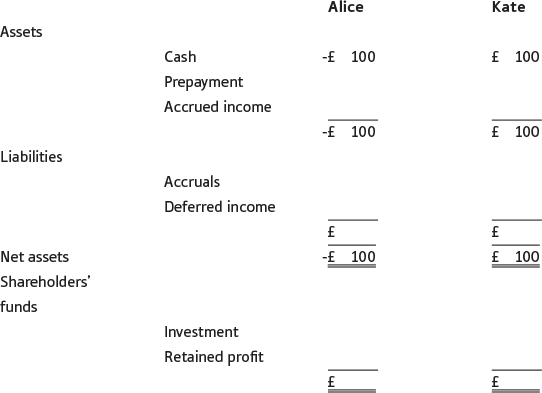 Alice Kate
Assets
Cash -£ 100 £ 100
Prepayment
Accrued income
-£ 100 £ 100
Liabilities
Accruals
Deferred income
£ £
Net assets -£ 100 £ 100
Shareholders’
funds
Investment
Retained profit
£ £